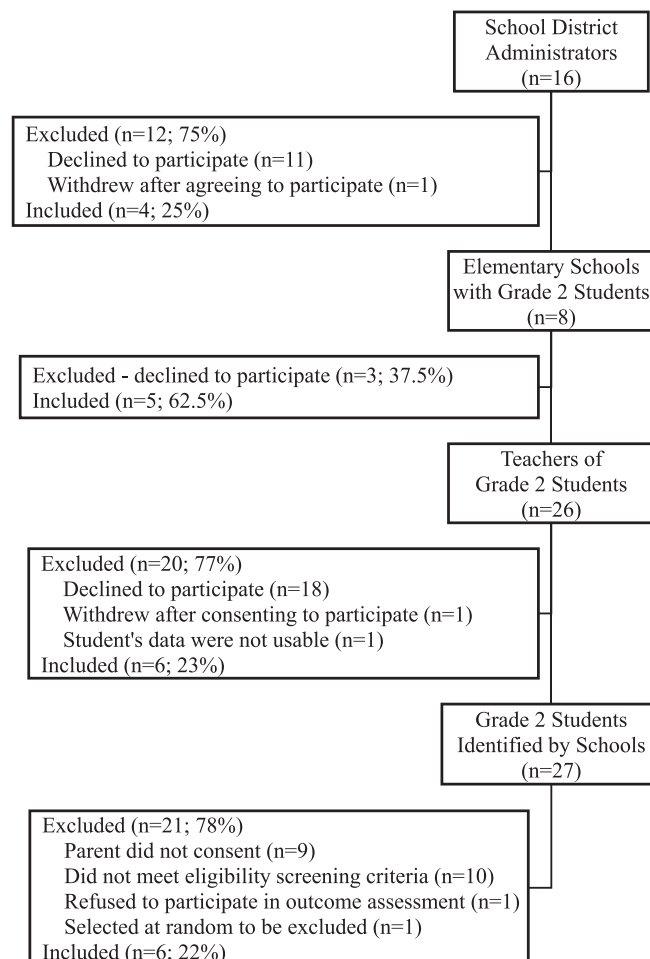 School District
Administrators
(n=16)
Excluded (n=12; 75%)
Declined to participate (n=11)
Withdrew after agreeing to participate (n=1)
Included (n=4; 25%)
Elementary Schools
with Grade 2 Students
(n=8)
Excluded - declined to participate (n=3; 37.5%)
Included (n=5; 62.5%)
Teachers of
Grade 2 Students
(n=26)
Excluded (n=20; 77%)
Declined to participate (n=18)
Withdrew after consenting to participate (n=1)
Student's data were not usable (n=1)
Included (n=6; 23%)
Grade 2 Students
Identified by Schools
(n=27)
Excluded (n=21; 78%)
Parent did not consent (n=9)
Did not meet eligibility screening criteria (n=10)
Refused to participate in outcome assessment (n=1)
Selected at random to be excluded (n=1)
Included (n=6; 22%)